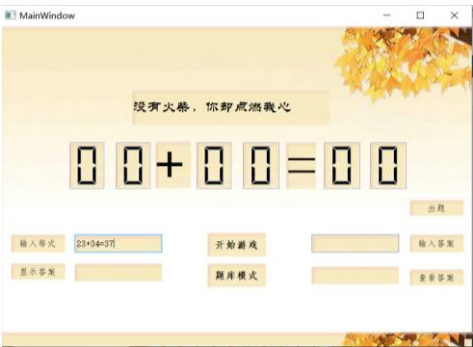 MainWindow
没有火柴，你却点燃我心
00+00=00
出题
输入等式 23+34=37 开始游戏 输入答案
显示答案 题库模式 查看答案